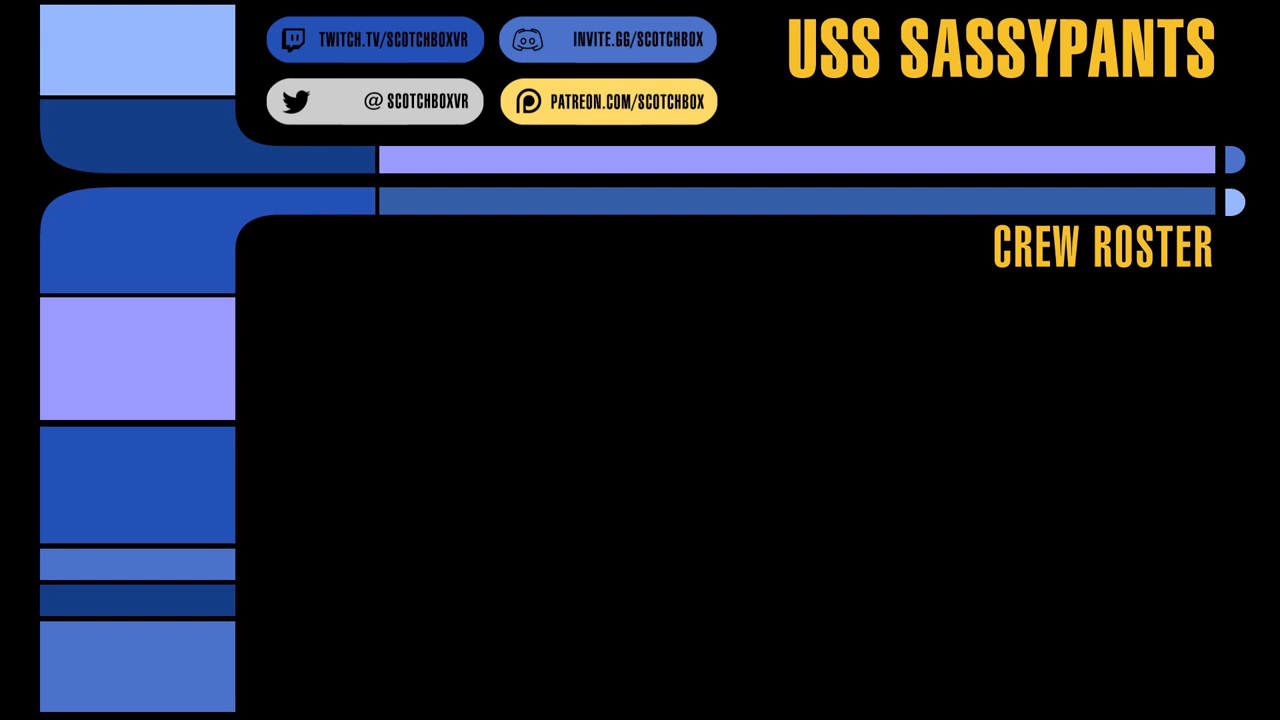 TWITCH.TV/SCOTCHBOXVR
INVITE.GG/SCOTCHBOX
@SCOTCHBOXVR
PATREON.COM/SCOTCHBOX
USS SASSYPANTS
CREW ROSTER